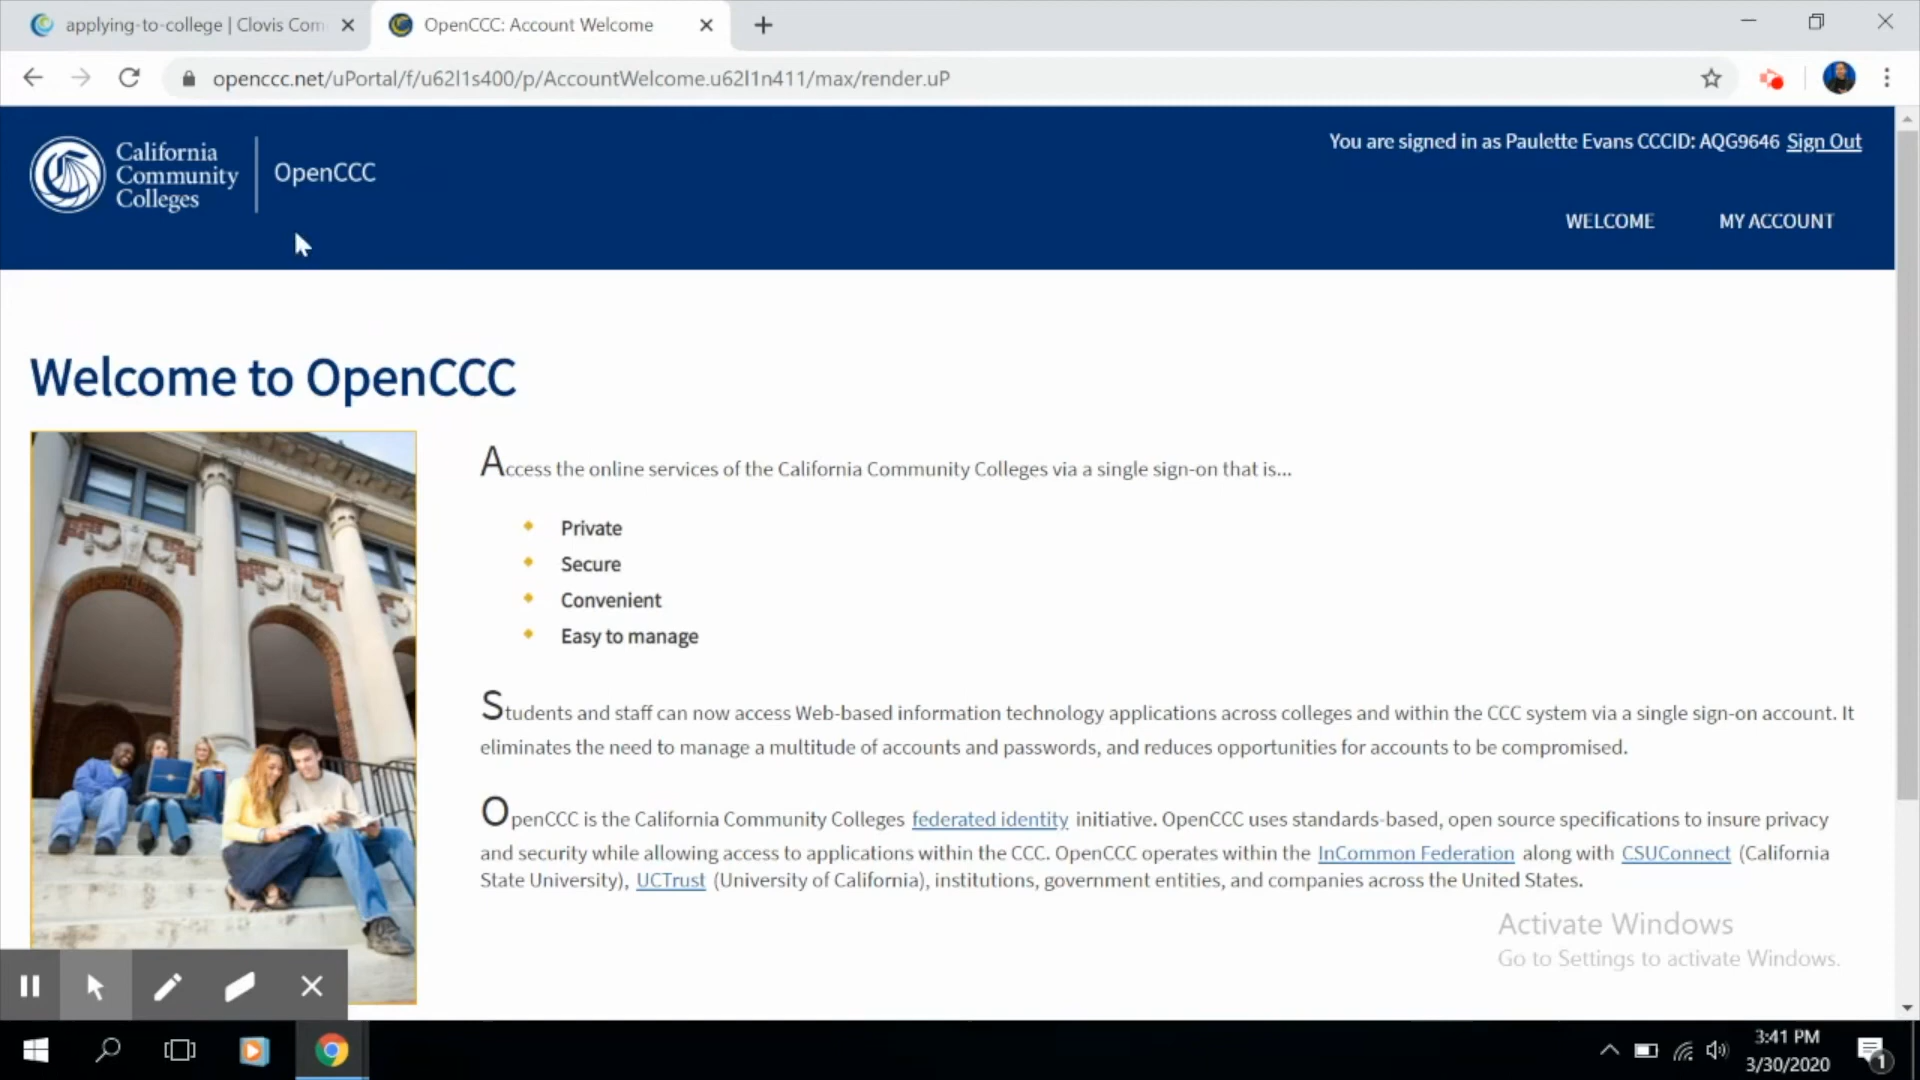 applying-to-college | Clovis Com
OpenCCC: Account Welcome
openccc.net/uPortal/f/u62l1s400/p/AccountWelcome.u62l1n411/max/render.uP
You are signed in as Paulette Evans CCCID: AQG9646 Sign Out
California
Community
Colleges
OpenCCC
WELCOME
MY ACCOUNT
Welcome to OpenCCC
Access the online services of the California Community Colleges via a single sign-on that is...
Private
Secure
Convenient
Easy to manage
Students and staff can now access Web-based information technology applications across colleges and within the CCC system via a single sign-on account. It
eliminates the need to manage a multitude of accounts and passwords, and reduces opportunities for accounts to be compromised.
OpenCCC is the California Community Colleges federated identity initiative. OpenCCC uses standards-based, open source specifications to insure privacy
and security while allowing access to applications within the CCC. OpenCCC operates within the InCommon Federation along with CSUConnect (California
State University), UCTrust (University of California), institutions, government entities, and companies across the United States.
Activate Windows
Go to Settings to activate Windows.
3:41 PM
3/30/2020
1